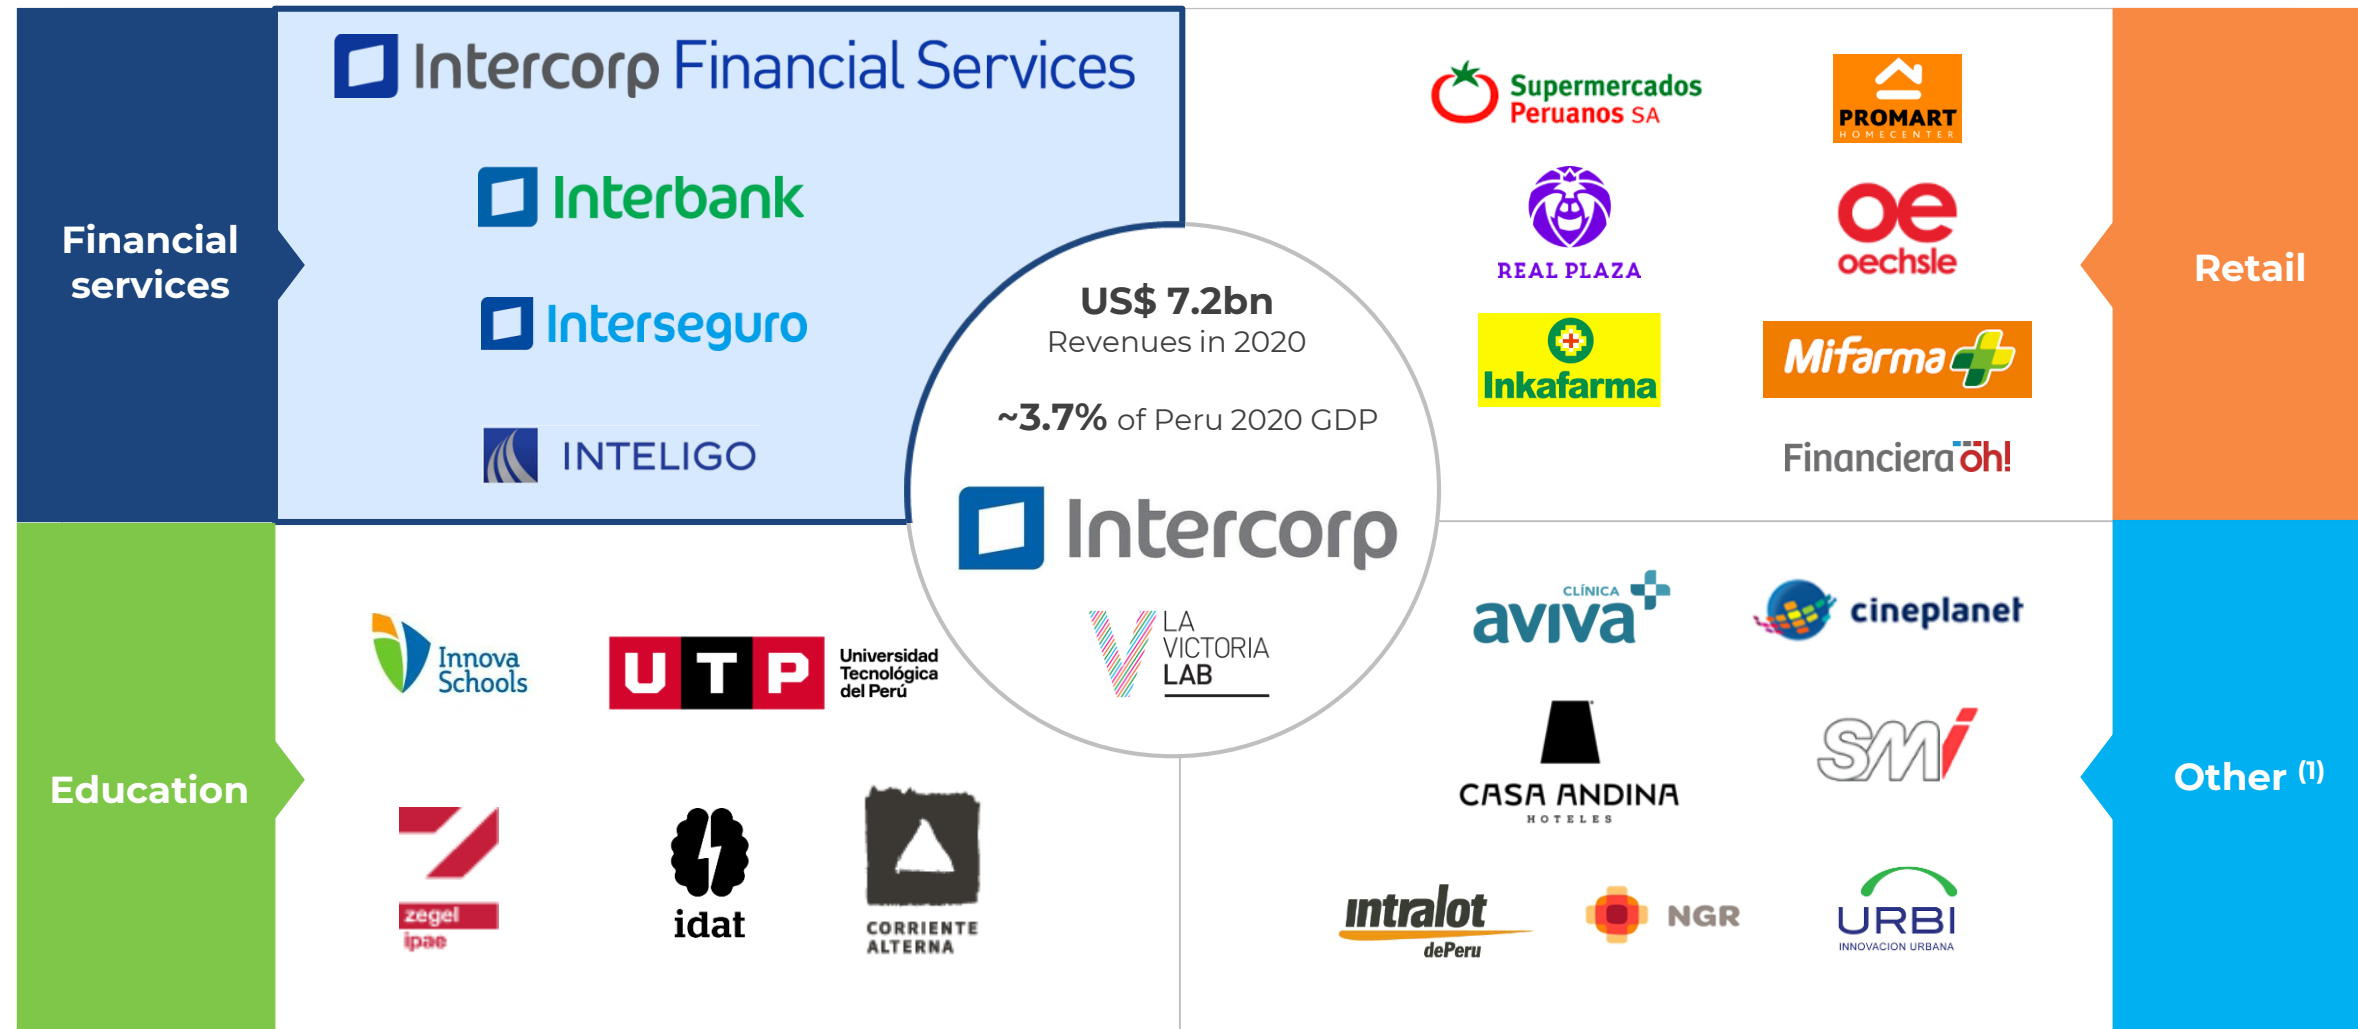 Financial
services
Intercorp Financial Services
Interbank
Interseguro
INTELIGO
Supermercados
Peruanos SA
PROMART
HOMECENTER
REAL PLAZA
oe
oechsle
Inkafarma
Mifarma
Financiera oh!
Retail
US$ 7.2bn
Revenues in 2020
~3.7% of Peru 2020 GDP
Intercorp
LA
VICTORIA
LAB
Education
Innova
Schools
UTP
Universidad
Tecnológica
del Perú
zegel
ipae
idat
CORRIENTE
ALTERNA
CLÍNICA
aviva
cineplanet
CASA ANDINA
HOTELES
SMi
intralot
dePeru
NGR
URBI
INNOVACION URBANA
Other (1)